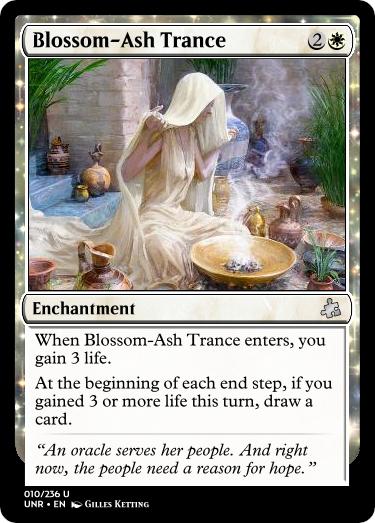 Blossom-Ash Trance 2
Enchantment
When Blossom-Ash Trance enters, you
gain 3 life.
At the beginning of each end step, if you
gained 3 or more life this turn, draw a
card.
“An oracle serves her people. And right
now, the people need a reason for hope.”
010/236 U
UNR • EN Gilles Ketting